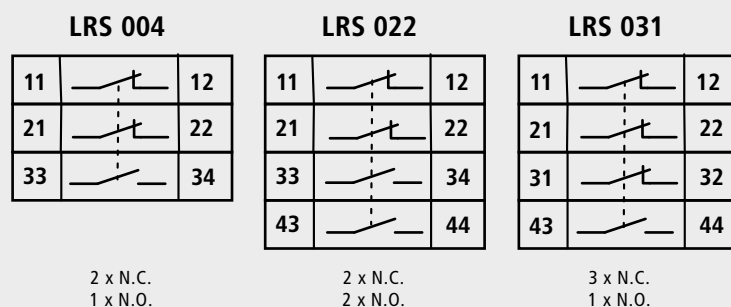 LRS 004 LRS 022 LRS 031
11 12 11 12 11 12
21 22 21 22 21 22
33 34 33 34 31 32
43 44 43 44
2 x N.C. 2 x N.C. 3 x N.C.
1 x N.O. 2 x N.O. 1 x N.O.